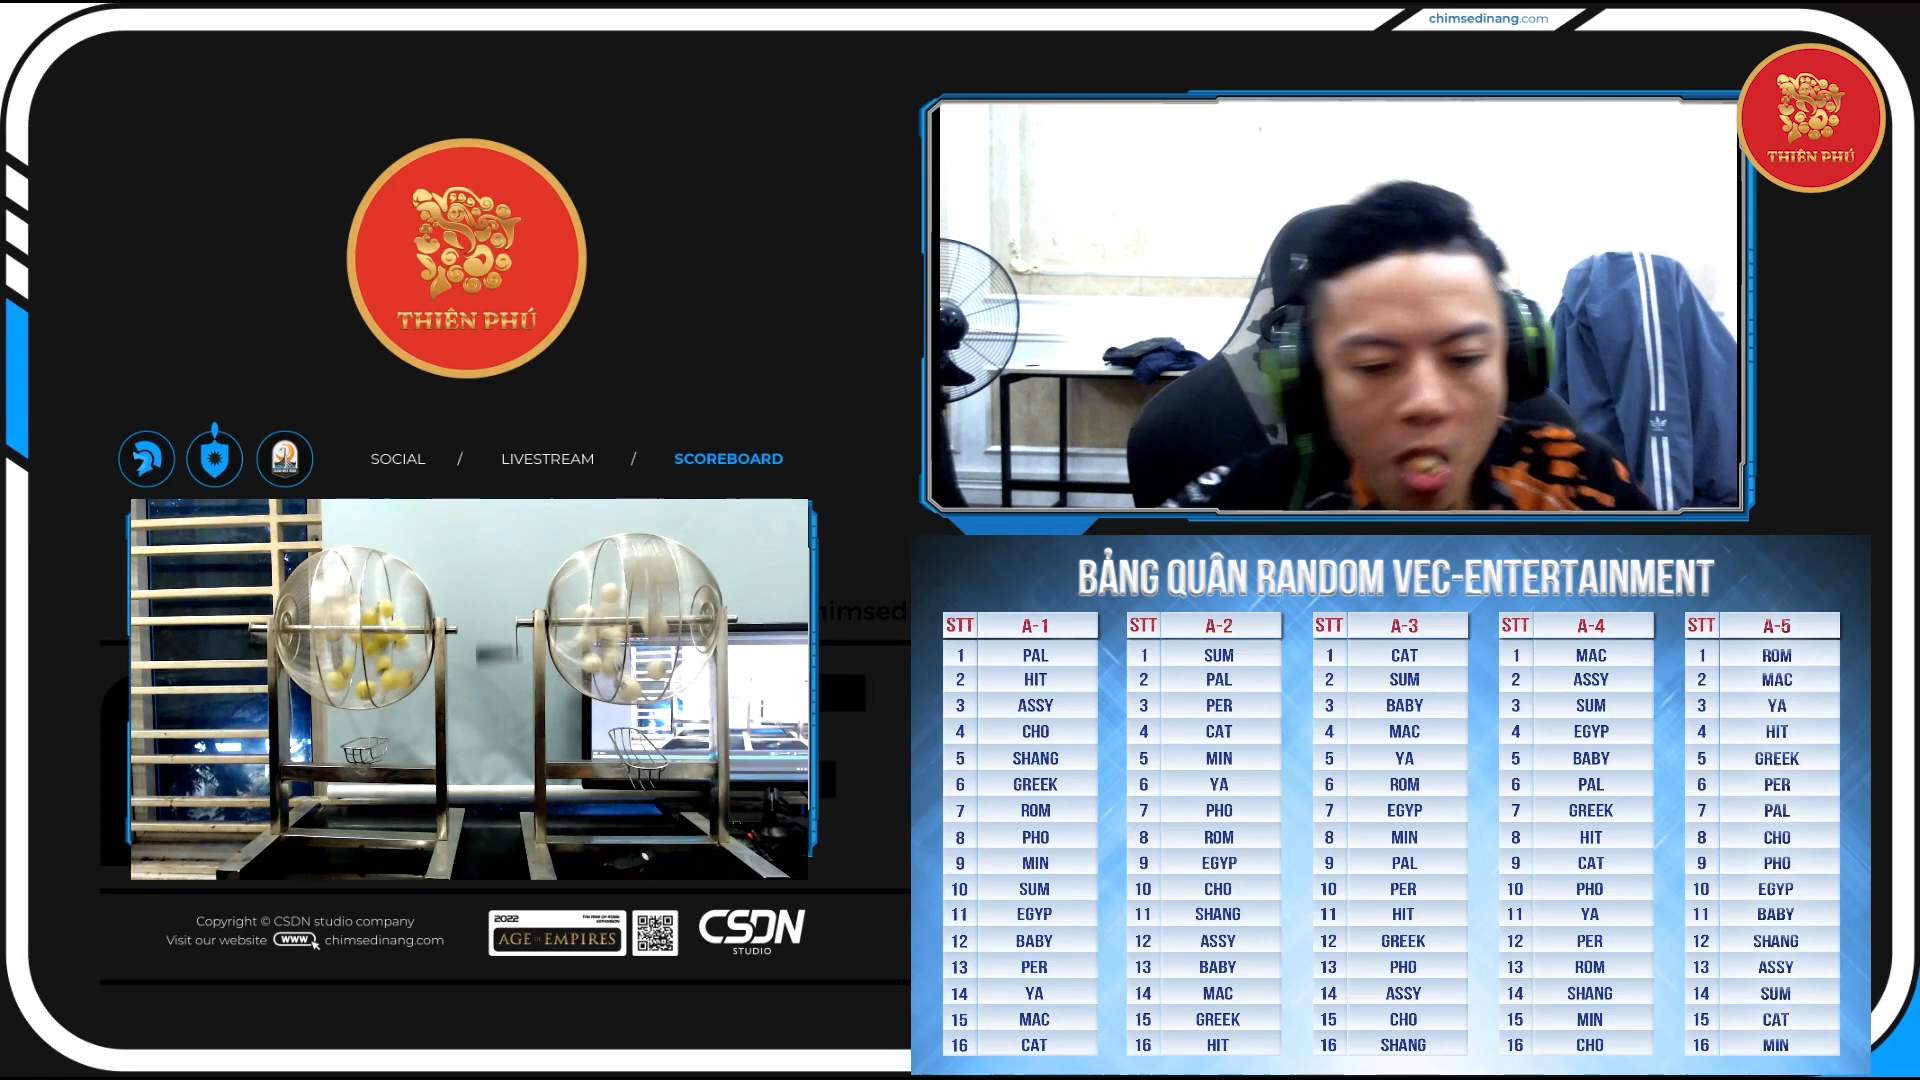 chimsedinang.com
THIÊN PHÚ
THIÊN PHÚ
SOCIAL / LIVESTREAM / SCOREBOARD
BẢNG QUÂN RANDOM VEC-ENTERTAINMENT
STT A-1 STT A-2 STT A-3 STT A-4 STT A-5
1 PAL 1 SUM 1 CAT 1 MAC 1 ROM
2 HIT 2 PAL 2 SUM 2 ASSY 2 MAC
3 ASSY 3 PER 3 BABY 3 SUM 3 YA
4 CHO 4 CAT 4 MAC 4 EGYP 4 HIT
5 SHANG 5 MIN 5 YA 5 BABY 5 GREEK
6 GREEK 6 YA 6 ROM 6 PAL 6 PER
7 ROM 7 PHO 7 EGYP 7 GREEK 7 PAL
8 PHO 8 ROM 8 MIN 8 HIT 8 CHO
9 MIN 9 EGYP 9 PAL 9 CAT 9 PHO
10 SUM 10 CHO 10 PER 10 PHO 10 EGYP
11 EGYP 11 SHANG 11 HIT 11 YA 11 BABY
12 BABY 12 ASSY 12 GREEK 12 PER 12 SHANG
13 PER 13 BABY 13 PHO 13 ROM 13 ASSY
14 YA 14 MAC 14 ASSY 14 SHANG 14 SUM
15 MAC 15 GREEK 15 CHO 15 MIN 15 CAT
16 CAT 16 HIT 16 SHANG 16 CHO 16 MIN
himsed
Copyright © CSDN studio company
Visit our website WWW chimsedinang.com
2022 THE RISE OF ROME EXPANSION
AGE OF EMPIRES
CSDN
STUDIO